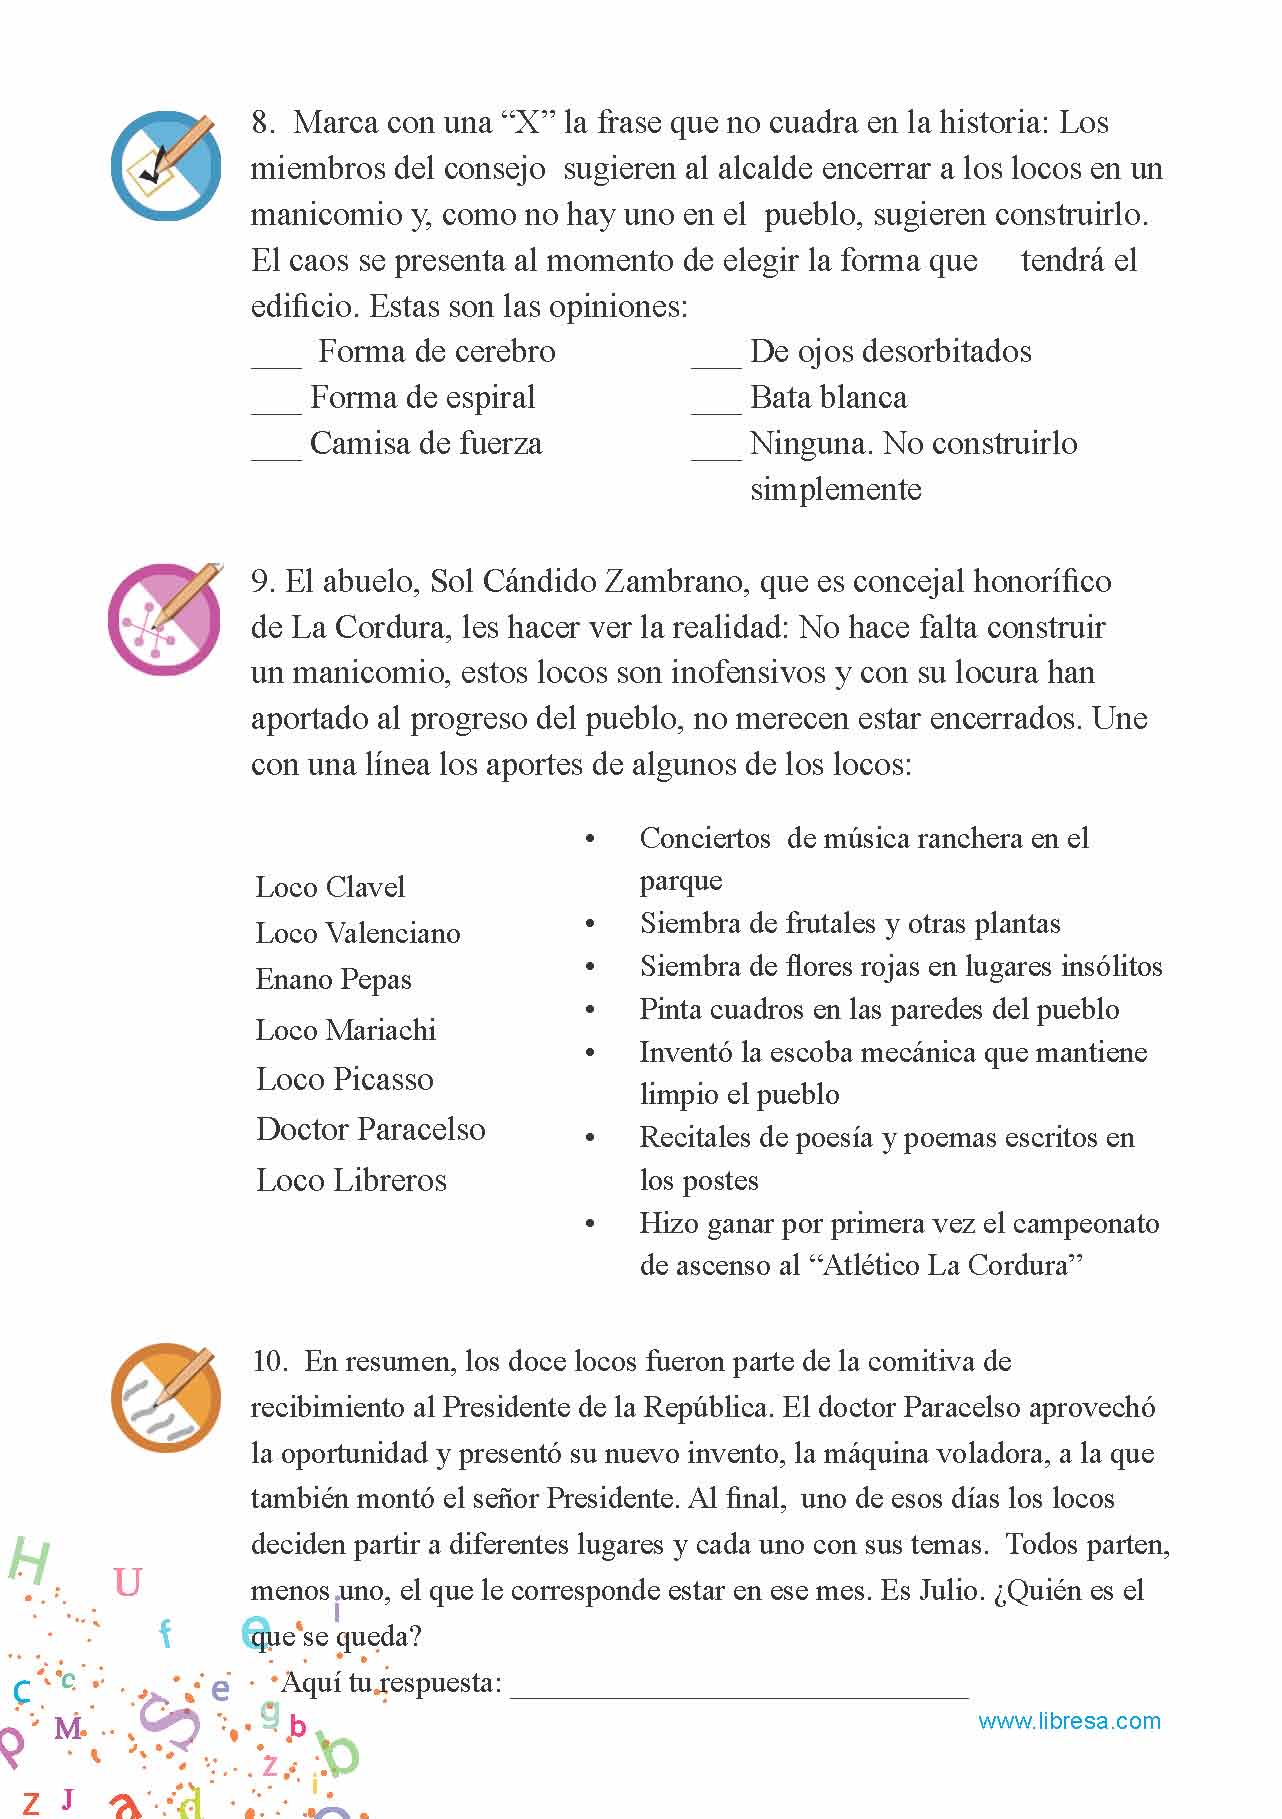 8.  Marca con una “X” la frase que no cuadra en la historia: Los
miembros del consejo  sugieren al alcalde encerrar a los locos en un
manicomio y, como no hay uno en el  pueblo, sugieren construirlo.
El caos se presenta al momento de elegir la forma que    tendrá el
edificio. Estas son las opiniones:
___ Forma de cerebro
___ De ojos desorbitados
___ Forma de espiral
___ Bata blanca
___ Camisa de fuerza
___ Ninguna. No construirlo
simplemente
9. El abuelo, Sol Cándido Zambrano, que es concejal honorífico
de La Cordura, les hacer ver la realidad: No hace falta construir
un manicomio, estos locos son inofensivos y con su locura han
aportado al progreso del pueblo, no merecen estar encerrados. Une
con una línea los aportes de algunos de los locos:
Loco Clavel
Loco Valenciano
Enano Pepas
Loco Mariachi
Loco Picasso
Doctor Paracelso
Loco Libreros
• Conciertos  de música ranchera en el
parque
• Siembra de frutales y otras plantas
• Siembra de flores rojas en lugares insólitos
• Pinta cuadros en las paredes del pueblo
• Inventó la escoba mecánica que mantiene
limpio el pueblo
• Recitales de poesía y poemas escritos en
los postes
• Hizo ganar por primera vez el campeonato
de ascenso al “Atlético La Cordura”
10.  En resumen, los doce locos fueron parte de la comitiva de
recibimiento al Presidente de la República. El doctor Paracelso aprovechó
la oportunidad y presentó su nuevo invento, la máquina voladora, a la que
también montó el señor Presidente. Al final,  uno de esos días los locos
deciden partir a diferentes lugares y cada uno con sus temas.  Todos parten,
menos uno, el que le corresponde estar en ese mes. Es Julio. ¿Quién es el
que se queda?
Aquí tu respuesta: ___________________________
www.libresa.com
H
U
i
f
e
c
c
e
S
g
b
p
M
b
z
i
z
J
a
d